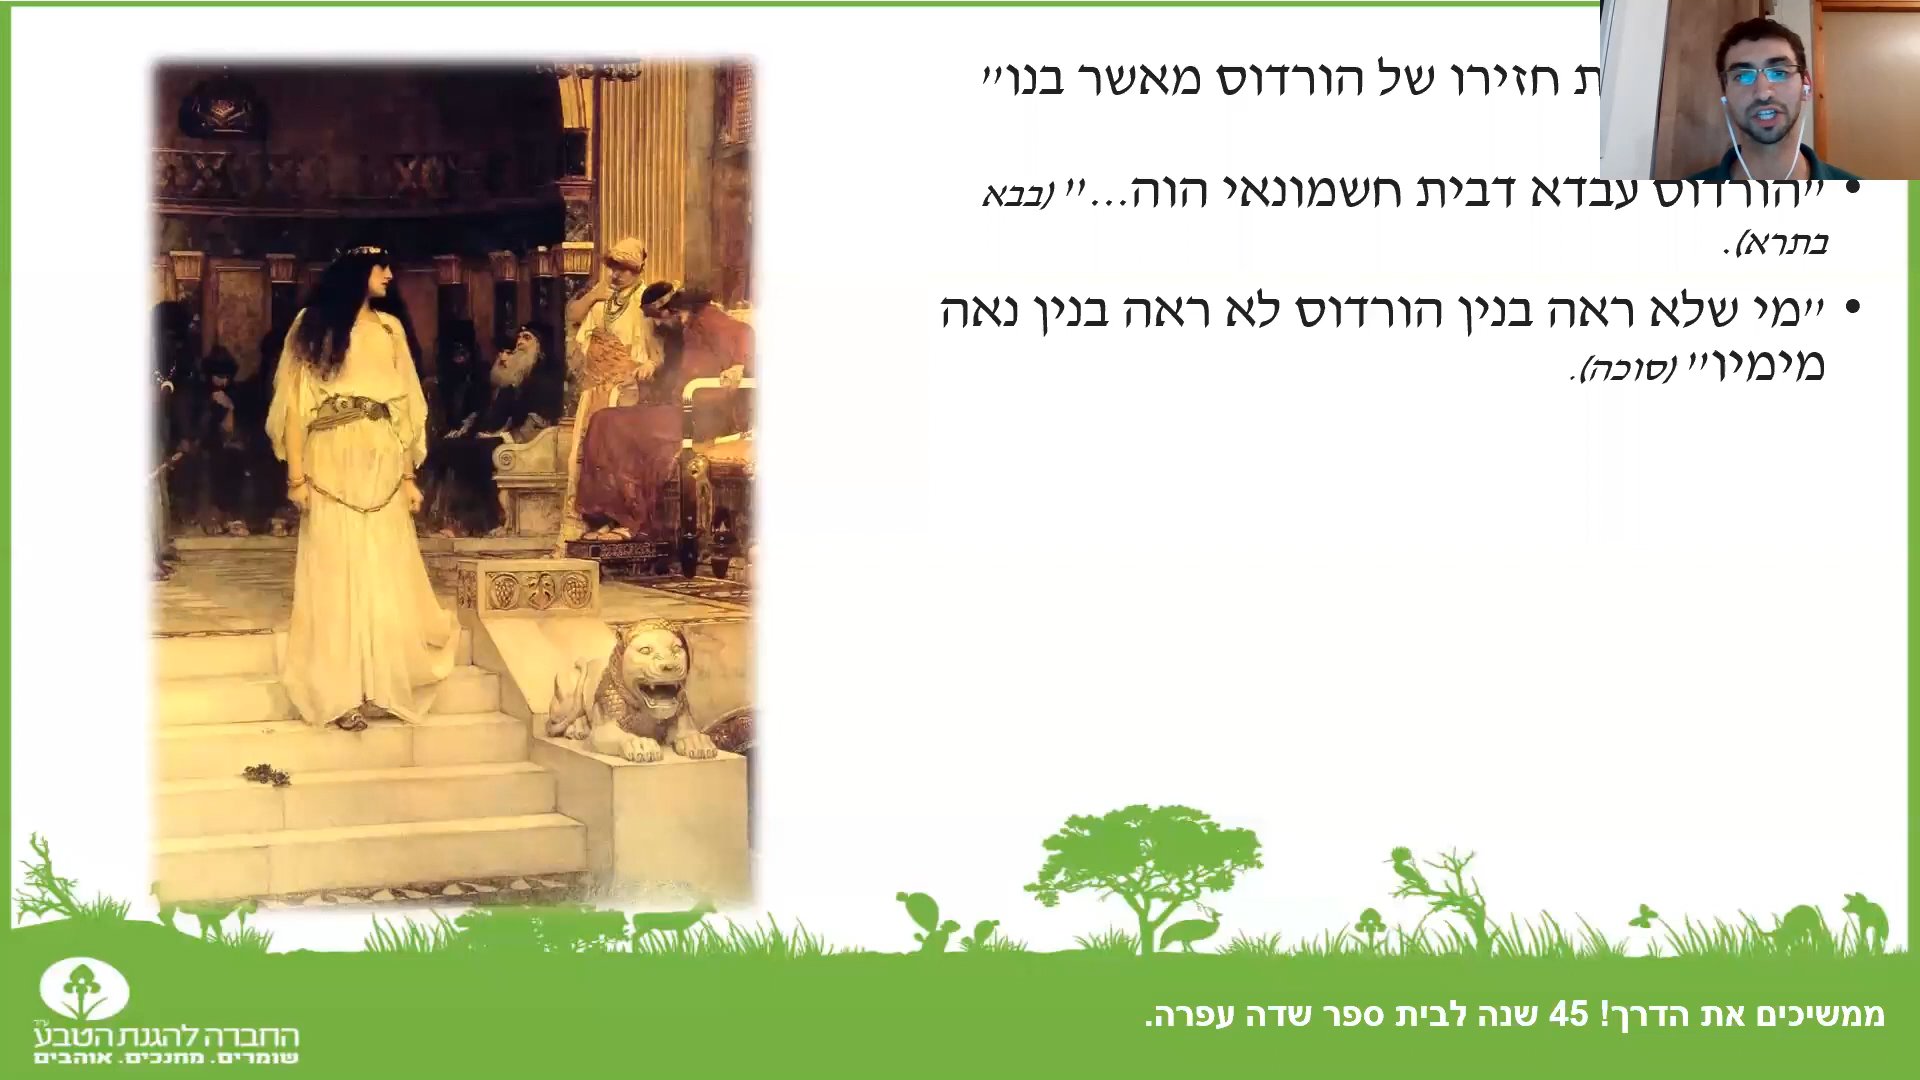 ת חזירו של הורדוס מאשר בנו"
• "הורדוס עבדא דבית חשמונאי הוה..." (בבא
בתרא).
• "מי שלא ראה בנין הורדוס לא ראה בנין נאה
מימיו" (סוכה).
ממשיכים את הדרך! 45 שנה לבית ספר שדה עפרה.
החברה להגנת הטבע ע"ר
שומרים. מחנכים. אוהבים